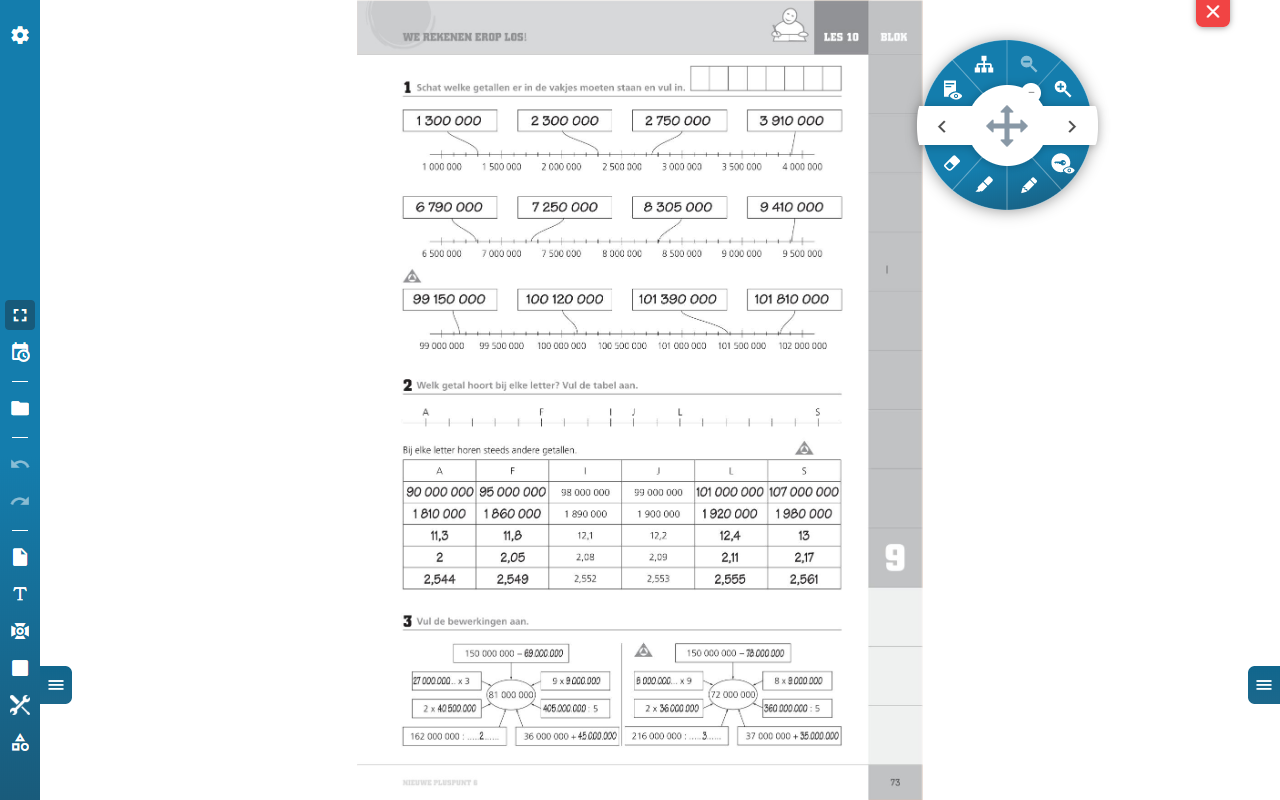 WE REKENEN EROP LOS!
LES 10
BLOK
1 Schat welke getallen er in de vakjes moeten staan en vul in.
1 300 000 2 300 000 2 750 000 3 910 000
1 000 000 1 500 000 2 000 000 2 500 000 3 000 000 3 500 000 4 000 000
6 790 000 7 250 000 8 305 000 9 410 000
6 500 000 7 000 000 7 500 000 8 000 000 8 500 000 9 000 000 9 500 000
99 150 000 100 120 000 101 390 000 101 810 000
99 000 000 99 500 000 100 000 000 100 500 000 101 000 000 101 500 000 102 000 000
2 Welk getal hoort bij elke letter? Vul de tabel aan.
A F I J L S
Bij elke letter horen steeds andere getallen.
A F I J L S
90 000 000 95 000 000 98 000 000 99 000 000 101 000 000 107 000 000
1 810 000 1 860 000 1 890 000 1 900 000 1 920 000 1 980 000
11,3 11,8 12,1 12,2 12,4 13
2 2,05 2,08 2,09 2,11 2,17
2,544 2,549 2,552 2,553 2,555 2,561
9
3 Vul de bewerkingen aan.
150 000 000 – 69 000 000 150 000 000 – 78 000 000
27 000 000... x 3 9 x 9 000 000 8 000 000... x 9 8 x 9 000 000
81 000 000 72 000 000
2 x 40 500 000 405 000 000 : 5 2 x 36 000 000 360 000 000 : 5
162 000 000 : .....2...... 36 000 000 + 45 000 000 216 000 000 : .....3...... 37 000 000 + 35 000 000
NIEUWE PLUSPUNT 6
73